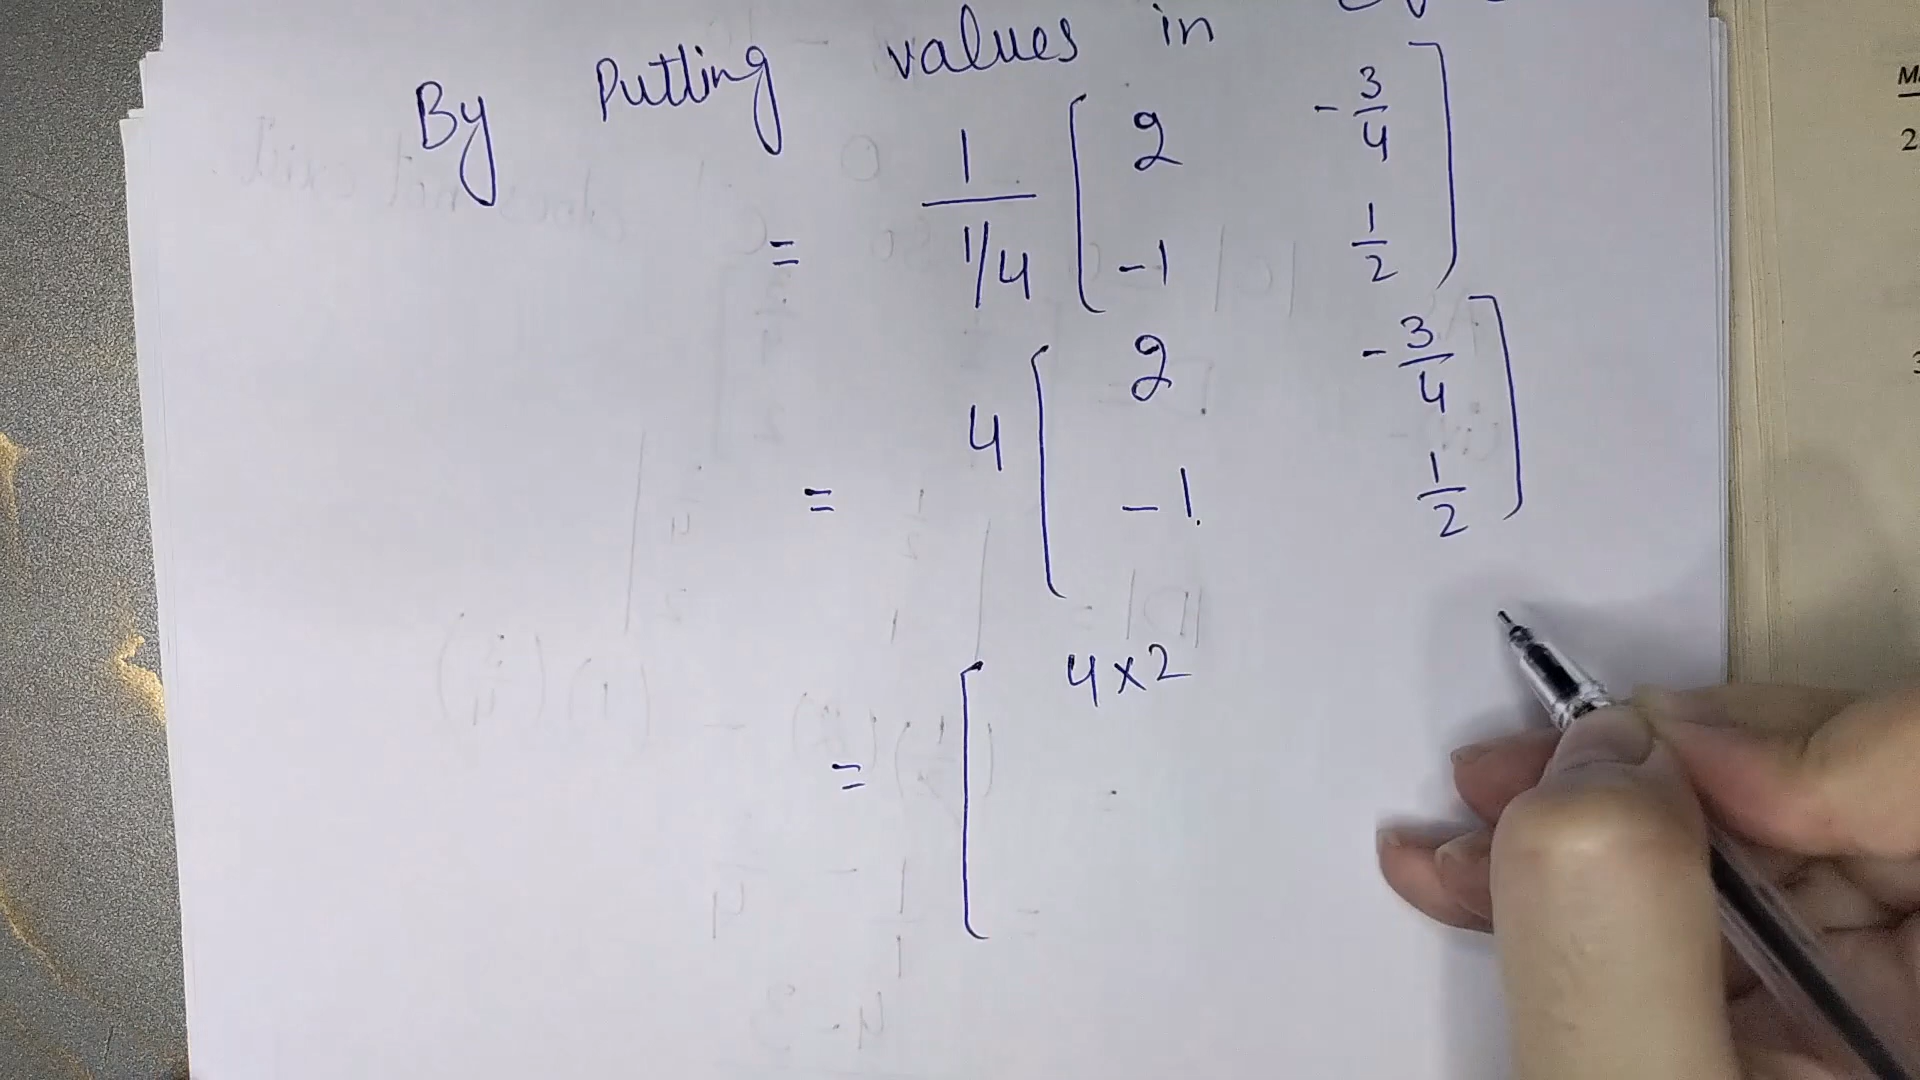 By Putting values in
= 1 / 1/4 [ 2 -3/4
-1 1/2 ]
= 4 [ 2 -3/4
-1 1/2 ]
= [ 4×2